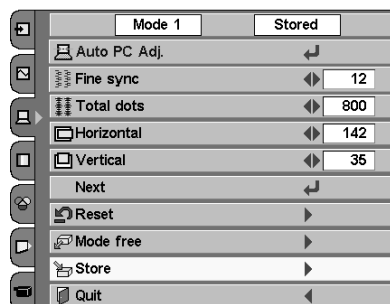 Mode 1 Stored
Auto PC Adj.
Fine sync 12
Total dots 800
Horizontal 142
Vertical 35
Next
Reset
Mode free
Store
Quit